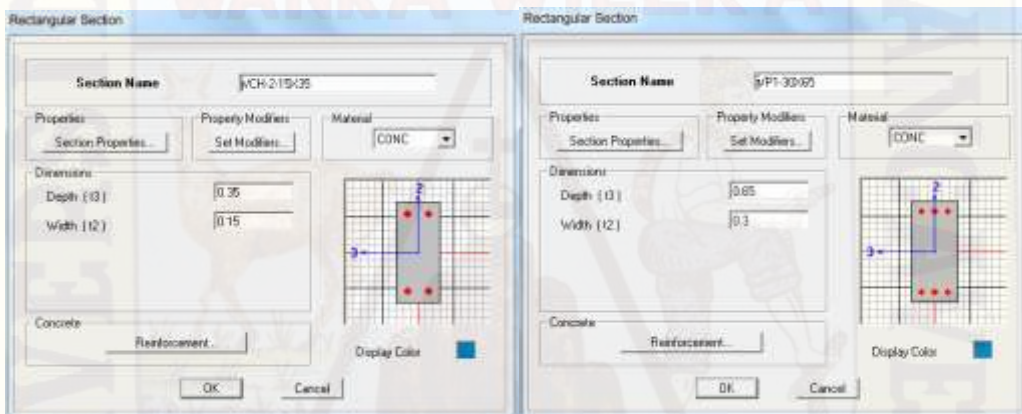 Rectangular Section
Section Name VCH-2-15X35
Properties
Section Properties...
Property Modifiers
Set Modifiers...
Material
CONC
Dimensions
Depth (t3) 0.35
Width (t2) 0.15
2
3
Concrete
Reinforcement...
Display Color
OK Cancel
Rectangular Section
Section Name VP1-30X65
Properties
Section Properties...
Property Modifiers
Set Modifiers...
Material
CONC
Dimensions
Depth (t3) 0.65
Width (t2) 0.3
2
3
Concrete
Reinforcement...
Display Color
OK Cancel